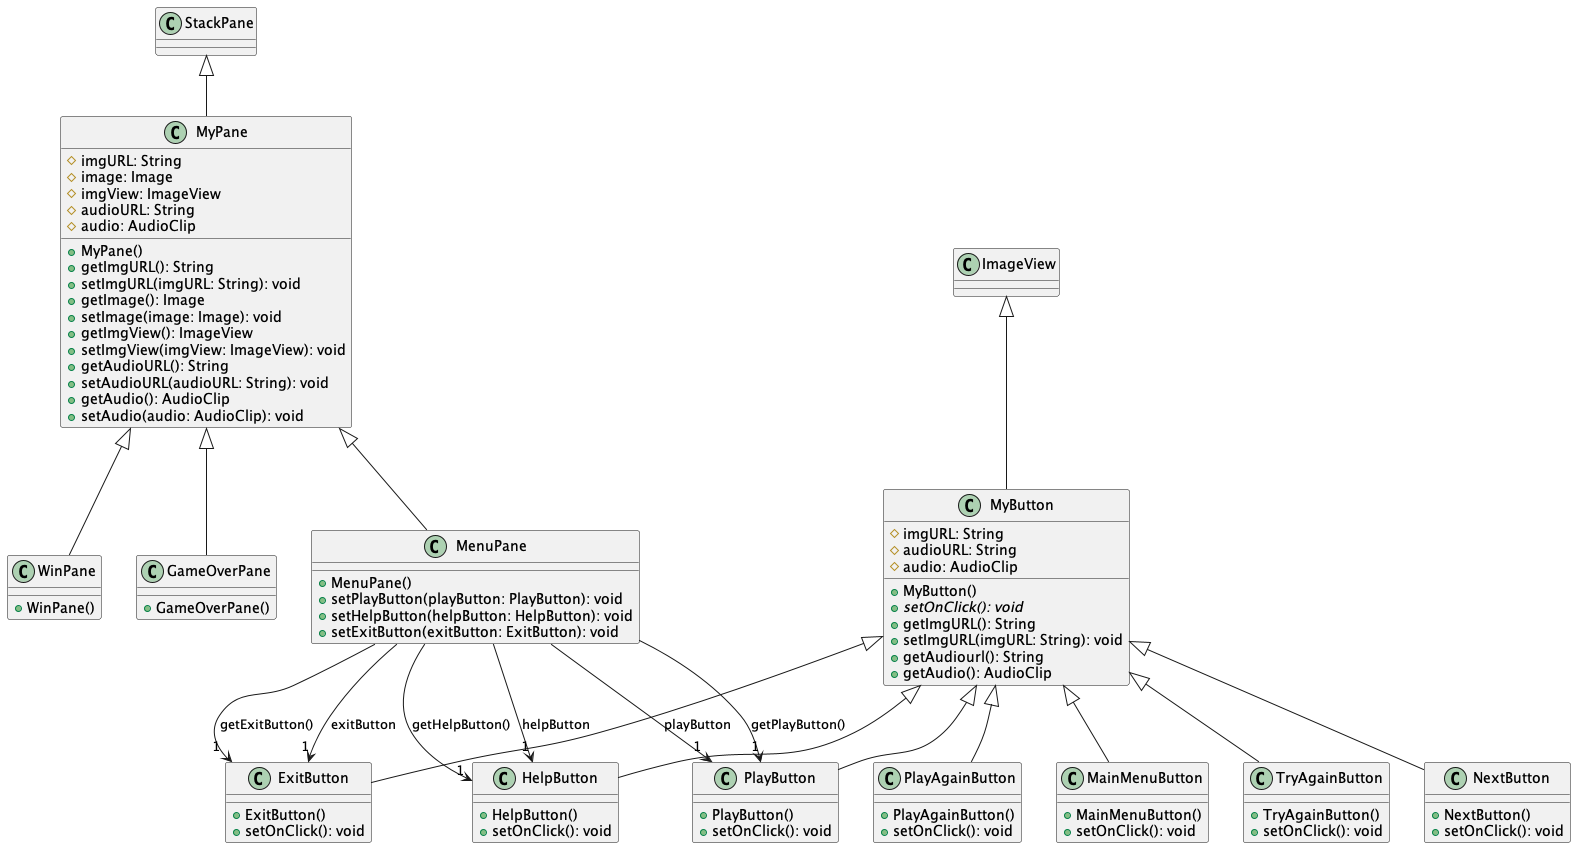 C StackPane
C MyPane
imgURL: String
image: Image
imgView: ImageView
audioURL: String
audio: AudioClip
MyPane()
getImgURL(): String
setImgURL(imgURL: String): void
getImage(): Image
setImage(image: Image): void
getImgView(): ImageView
setImgView(imgView: ImageView): void
getAudioURL(): String
setAudioURL(audioURL: String): void
getAudio(): AudioClip
setAudio(audio: AudioClip): void
C ImageView
C WinPane
WinPane()
C GameOverPane
GameOverPane()
C MenuPane
MenuPane()
setPlayButton(playButton: PlayButton): void
setHelpButton(helpButton: HelpButton): void
setExitButton(exitButton: ExitButton): void
C MyButton
imgURL: String
audioURL: String
audio: AudioClip
MyButton()
setOnClick(): void
getImgURL(): String
setImgURL(imgURL: String): void
getAudiourl(): String
getAudio(): AudioClip
getExitButton()
exitButton
getHelpButton()
helpButton
playButton
getPlayButton()
1
1
1
1
1
1
C ExitButton
ExitButton()
setOnClick(): void
C HelpButton
HelpButton()
setOnClick(): void
C PlayButton
PlayButton()
setOnClick(): void
C PlayAgainButton
PlayAgainButton()
setOnClick(): void
C MainMenuButton
MainMenuButton()
setOnClick(): void
C TryAgainButton
TryAgainButton()
setOnClick(): void
C NextButton
NextButton()
setOnClick(): void